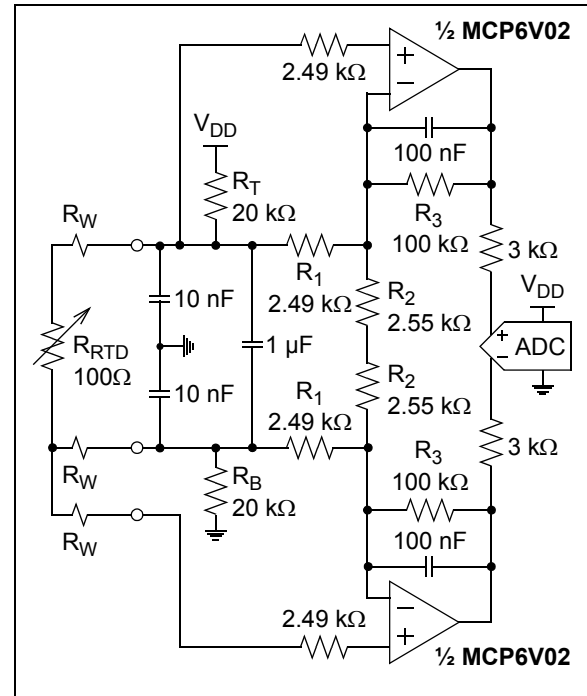 ½ MCP6V02
+
−
2.49 kΩ
V_DD
100 nF
R_T
20 kΩ
R_3
100 kΩ
R_W
3 kΩ
R_1
2.49 kΩ
10 nF
R_2
2.55 kΩ
V_DD
R_RTD
100Ω
1 µF
+
−
ADC
10 nF
R_2
2.55 kΩ
R_1
2.49 kΩ
3 kΩ
R_W
R_B
20 kΩ
R_3
100 kΩ
R_W
100 nF
2.49 kΩ
−
+
½ MCP6V02